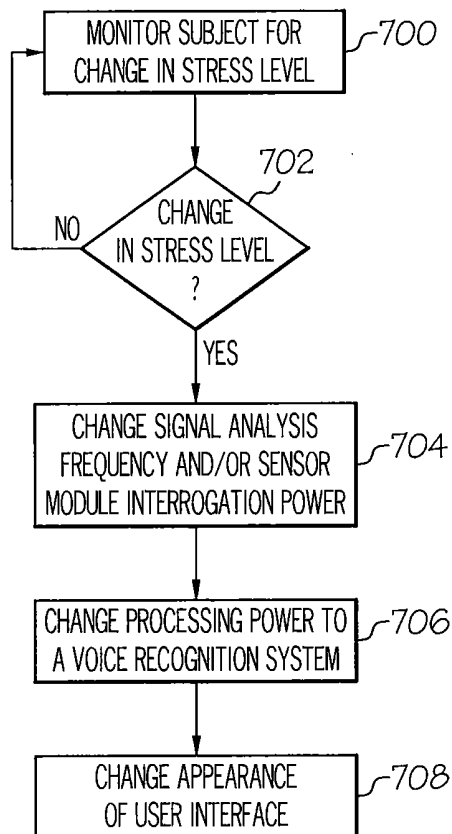 MONITOR SUBJECT FOR
CHANGE IN STRESS LEVEL
700
702
CHANGE
IN STRESS LEVEL
?
NO
YES
CHANGE SIGNAL ANALYSIS
FREQUENCY AND/OR SENSOR
MODULE INTERROGATION POWER
704
CHANGE PROCESSING POWER TO
A VOICE RECOGNITION SYSTEM
706
CHANGE APPEARANCE
OF USER INTERFACE
708